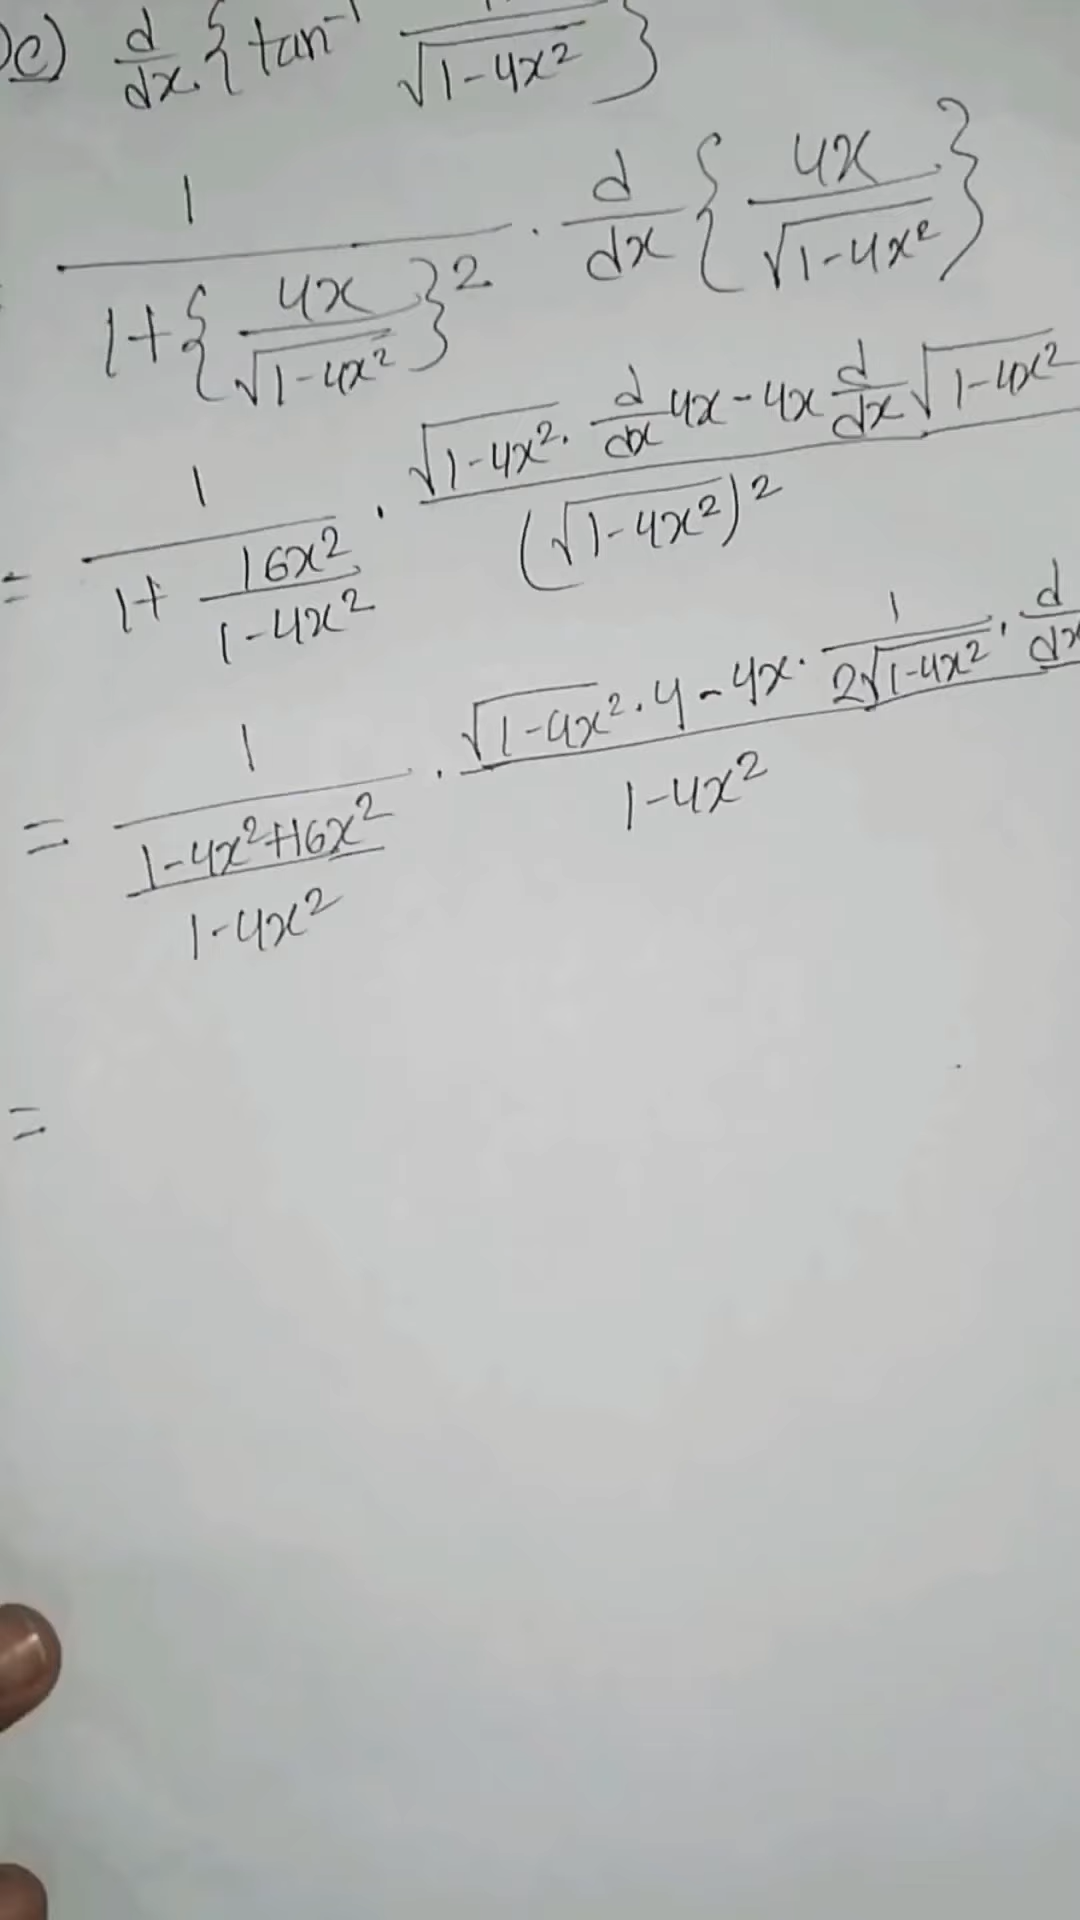 c) d/dx {tan⁻¹ /√(1-4x²)}
1/(1+{4x/√(1-4x²)}²) · d/dx {4x/√(1-4x²)}
= 1/(1+ 16x²/(1-4x²)) · (√(1-4x²) · d/dx 4x - 4x d/dx √(1-4x²))/(√(1-4x²))²
= 1/((1-4x²+16x²)/(1-4x²)) · (√(1-4x²) · 4 - 4x · 1/(2√(1-4x²)) · d/dx)/(1-4x²)
=